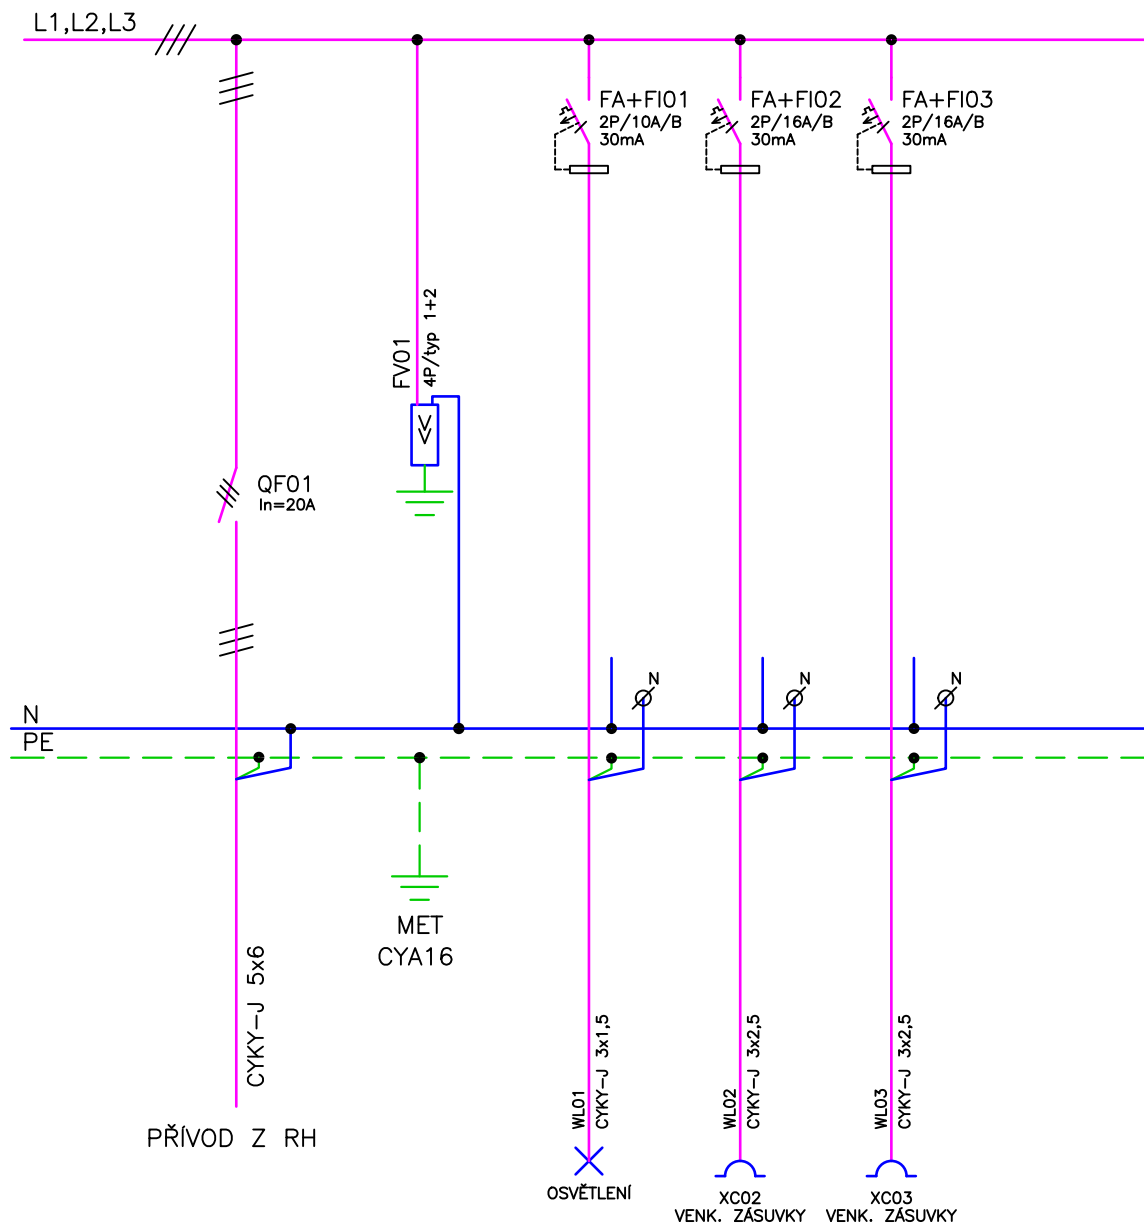 L1,L2,L3
FA+FI01
2P/10A/B
30mA
FA+FI02
2P/16A/B
30mA
FA+FI03
2P/16A/B
30mA
FV01
4P/typ 1+2
QF01
In=20A
N
N
N
N
PE
MET
CYA16
CYKY-J 5x6
PŘÍVOD Z RH
WL01
CYKY-J 3x1,5
OSVĚTLENÍ
WL02
CYKY-J 3x2,5
XC02
VENK. ZÁSUVKY
WL03
CYKY-J 3x2,5
XC03
VENK. ZÁSUVKY